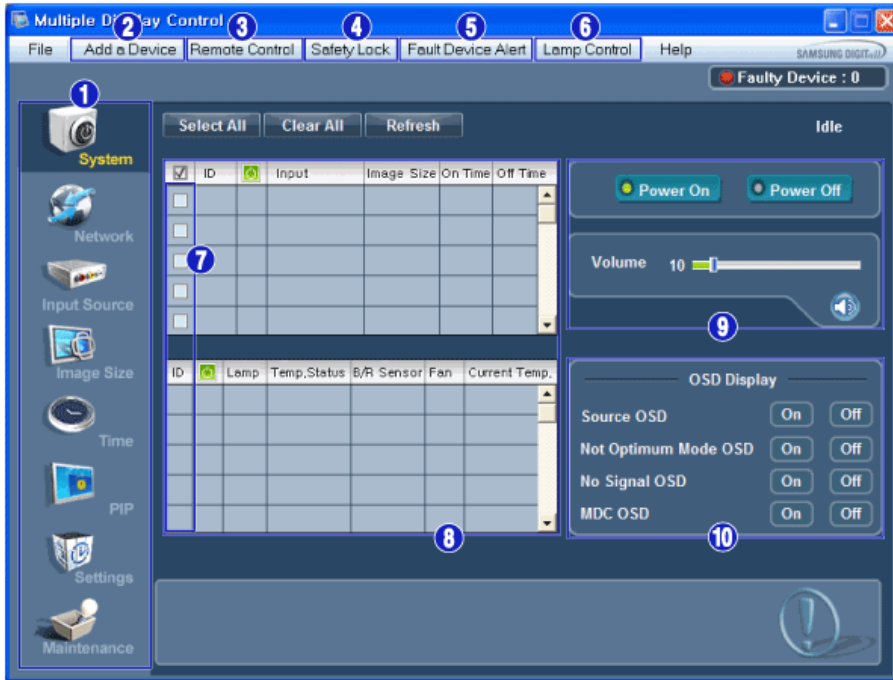 Multiple Display Control
2 3 4 5 6
File Add a Device Remote Control Safety Lock Fault Device Alert Lamp Control Help SAMSUNG DIGIT...
Faulty Device : 0
1
System
Network
Input Source
Image Size
Time
PIP
Settings
Maintenance
Select All Clear All Refresh Idle
ID Input Image Size On Time Off Time
7
ID Lamp Temp.Status B/R Sensor Fan Current Temp.
8
Power On Power Off
Volume 10
9
OSD Display
Source OSD On Off
Not Optimum Mode OSD On Off
No Signal OSD On Off
MDC OSD On Off
10